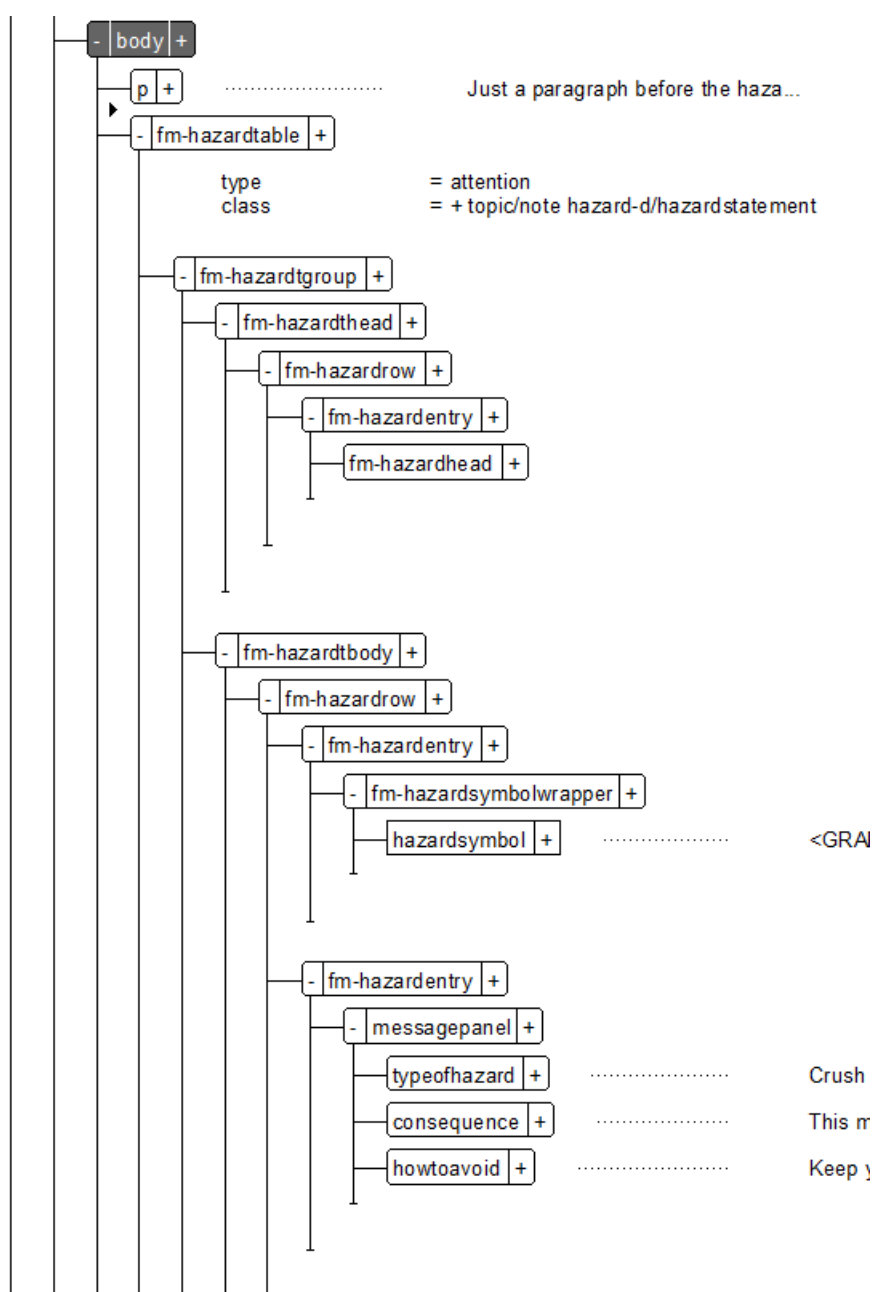 - body +
p + Just a paragraph before the haza...
- fm-hazardtable +
type = attention
class = + topic/note hazard-d/hazardstatement
- fm-hazardtgroup +
- fm-hazardthead +
- fm-hazardrow +
- fm-hazardentry +
fm-hazardhead +
- fm-hazardtbody +
- fm-hazardrow +
- fm-hazardentry +
- fm-hazardsymbolwrapper +
hazardsymbol +
- fm-hazardentry +
- messagepanel +
typeofhazard + Crush
consequence + This
howtoavoid + Keep